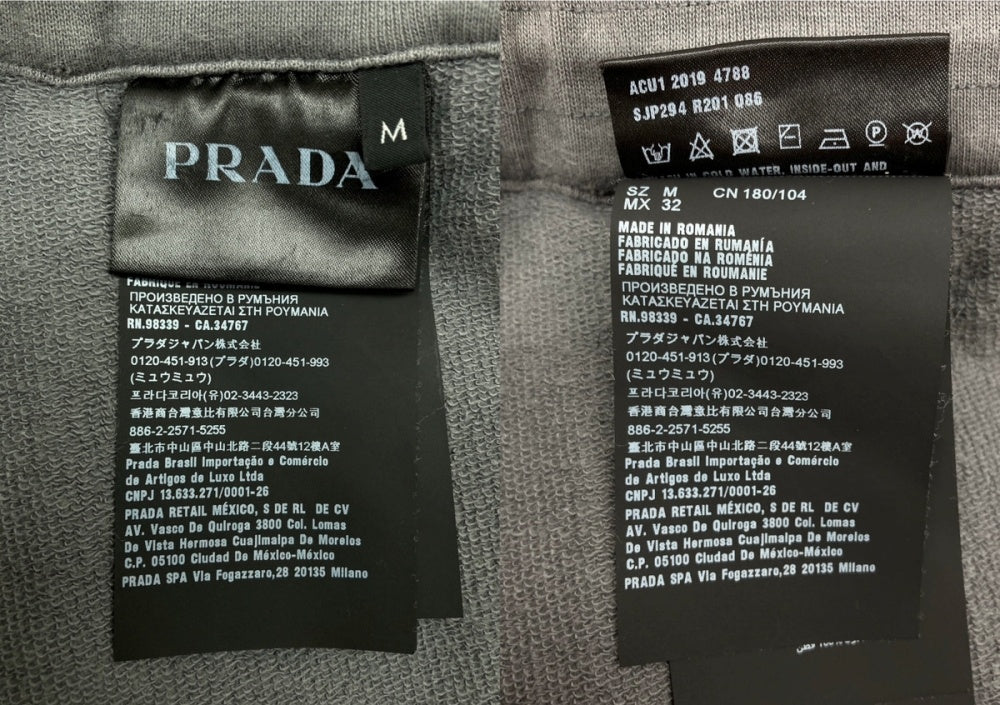 PRADA
M
FABRIQUÉ EN ROUMANIE
ПРОИЗВЕДЕНО В РУМЪНИЯ
ΚΑΤΑΣΚΕΥΑΖΕΤΑΙ ΣΤΗ ΡΟΥΜΑΝΙΑ
RN.98339 - CA.34767
プラダジャパン株式会社
0120-451-913(プラダ)0120-451-993
(ミュウミュウ)
프라다코리아(유)02-3443-2323
香港商台灣意比有限公司台灣分公司
886-2-2571-5255
臺北市中山區中山北路二段44號12樓A室
Prada Brasil Importação e Comércio
de Artigos de Luxo Ltda
CNPJ 13.633.271/0001-26
PRADA RETAIL MÉXICO, S DE RL DE CV
AV. Vasco De Quiroga 3800 Col. Lomas
De Vista Hermosa Cuajimalpa De Morelos
C.P. 05100 Ciudad De México-México
PRADA SPA Via Fogazzaro,28 20135 Milano
ACU1 2019 4788
SJP294 R201 086
IN COLD WATER, INSIDE-OUT AND
SZ M CN 180/104
MX 32
MADE IN ROMANIA
FABRICADO EN RUMANÍA
FABRICADO NA ROMÊNIA
FABRIQUÉ EN ROUMANIE
ПРОИЗВЕДЕНО В РУМЪНИЯ
ΚΑΤΑΣΚΕΥΑΖΕΤΑΙ ΣΤΗ ΡΟΥΜΑΝΙΑ
RN.98339 - CA.34767
プラダジャパン株式会社
0120-451-913(プラダ)0120-451-993
(ミュウミュウ)
프라다코리아(유)02-3443-2323
香港商台灣意比有限公司台灣分公司
886-2-2571-5255
臺北市中山區中山北路二段44號12樓A室
Prada Brasil Importação e Comércio
de Artigos de Luxo Ltda
CNPJ 13.633.271/0001-26
PRADA RETAIL MÉXICO, S DE RL DE CV
AV. Vasco De Quiroga 3800 Col. Lomas
De Vista Hermosa Cuajimalpa De Morelos
C.P. 05100 Ciudad De México-México
PRADA SPA Via Fogazzaro,28 20135 Milano